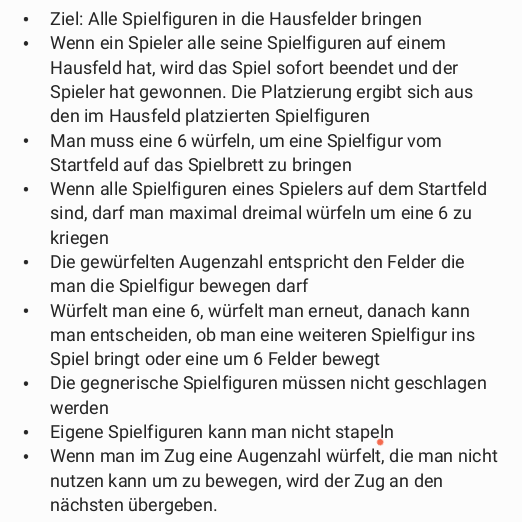 • Ziel: Alle Spielfiguren in die Hausfelder bringen
• Wenn ein Spieler alle seine Spielfiguren auf einem
Hausfeld hat, wird das Spiel sofort beendet und der
Spieler hat gewonnen. Die Platzierung ergibt sich aus
den im Hausfeld platzierten Spielfiguren
• Man muss eine 6 würfeln, um eine Spielfigur vom
Startfeld auf das Spielbrett zu bringen
• Wenn alle Spielfiguren eines Spielers auf dem Startfeld
sind, darf man maximal dreimal würfeln um eine 6 zu
kriegen
• Die gewürfelten Augenzahl entspricht den Felder die
man die Spielfigur bewegen darf
• Würfelt man eine 6, würfelt man erneut, danach kann
man entscheiden, ob man eine weiteren Spielfigur ins
Spiel bringt oder eine um 6 Felder bewegt
• Die gegnerische Spielfiguren müssen nicht geschlagen
werden
• Eigene Spielfiguren kann man nicht stapeln
• Wenn man im Zug eine Augenzahl würfelt, die man nicht
nutzen kann um zu bewegen, wird der Zug an den
nächsten übergeben.